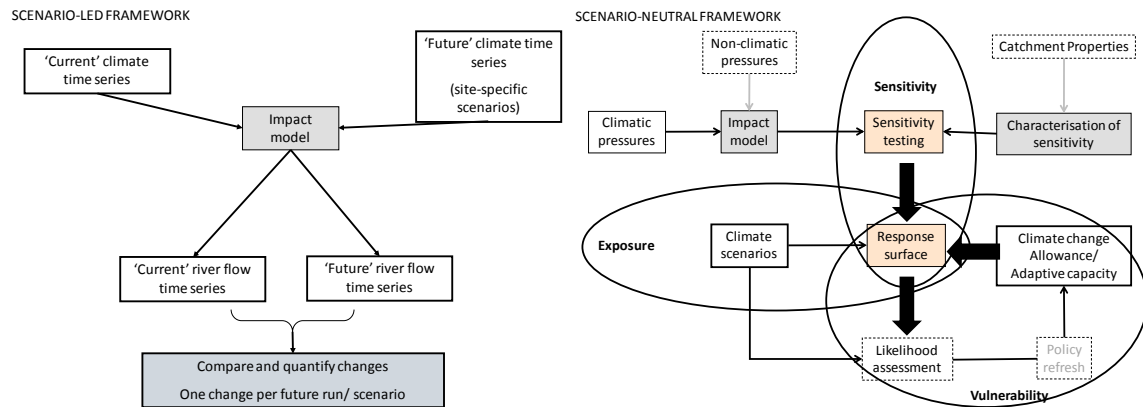 SCENARIO-LED FRAMEWORK
'Current' climate
time series
'Future' climate time
series
(site-specific
scenarios)
Impact
model
'Current' river flow
time series
'Future' river flow
time series
Compare and quantify changes
One change per future run/ scenario
SCENARIO-NEUTRAL FRAMEWORK
Non-climatic
pressures
Catchment Properties
Sensitivity
Climatic
pressures
Impact
model
Sensitivity
testing
Characterisation of
sensitivity
Exposure
Climate
scenarios
Response
surface
Climate change
Allowance/
Adaptive capacity
Likelihood
assessment
Policy
refresh
Vulnerability